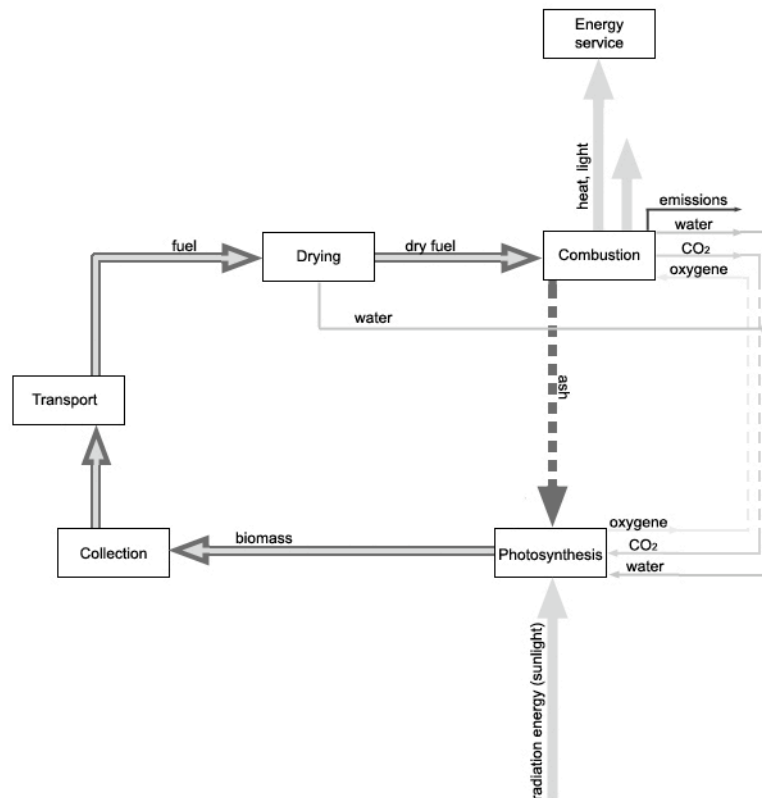 Energy
service
heat, light
emissions
water
CO₂
oxygene
fuel
Drying
dry fuel
Combustion
water
ash
Transport
oxygene
CO₂
water
biomass
Collection
Photosynthesis
radiation energy (sunlight)